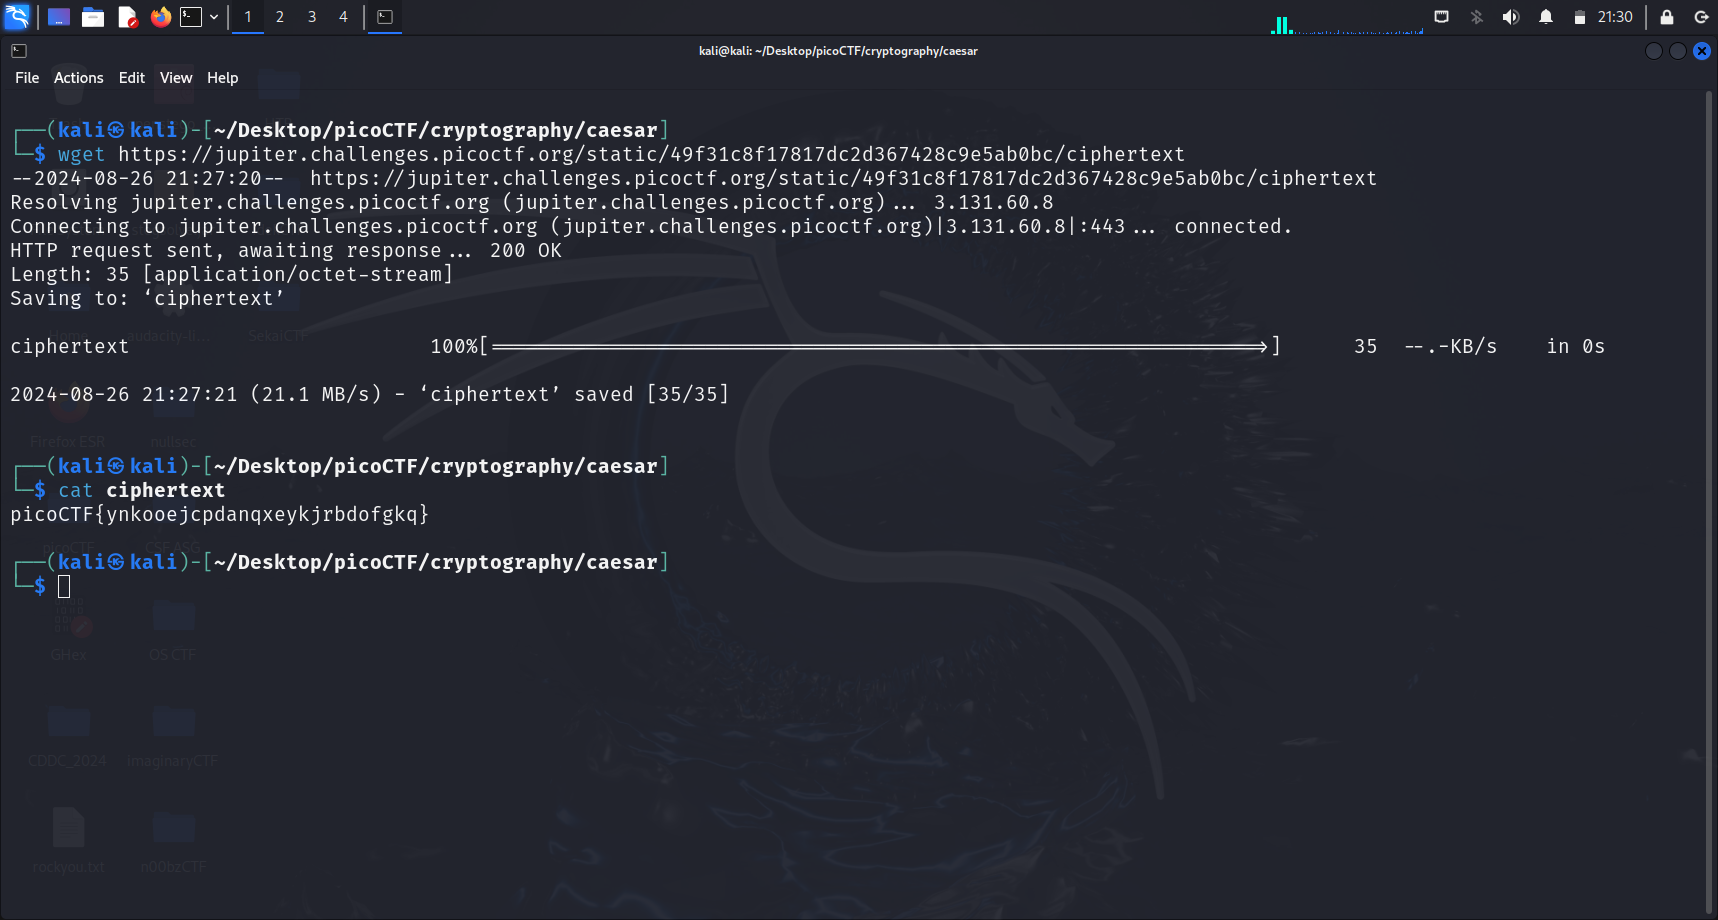 1 2 3 4 21:30
kali@kali: ~/Desktop/picoCTF/cryptography/caesar
File Actions Edit View Help
┌──(kali㉿kali)-[~/Desktop/picoCTF/cryptography/caesar]
└─$ wget https://jupiter.challenges.picoctf.org/static/49f31c8f17817dc2d367428c9e5ab0bc/ciphertext
--2024-08-26 21:27:20-- https://jupiter.challenges.picoctf.org/static/49f31c8f17817dc2d367428c9e5ab0bc/ciphertext
Resolving jupiter.challenges.picoctf.org (jupiter.challenges.picoctf.org)... 3.131.60.8
Connecting to jupiter.challenges.picoctf.org (jupiter.challenges.picoctf.org)|3.131.60.8|:443... connected.
HTTP request sent, awaiting response... 200 OK
Length: 35 [application/octet-stream]
Saving to: ‘ciphertext’
Home audacity-li... SekaiCTF
ciphertext 100%[===================================================================>] 35 --.-KB/s in 0s
2024-08-26 21:27:21 (21.1 MB/s) - ‘ciphertext’ saved [35/35]
Firefox ESR nullsec
┌──(kali㉿kali)-[~/Desktop/picoCTF/cryptography/caesar]
└─$ cat ciphertext
picoCTF{ynkooejcpdanqxeykjrbdofgkq}
picoCTF CSE ASG
┌──(kali㉿kali)-[~/Desktop/picoCTF/cryptography/caesar]
└─$
GHex OS CTF
CDDC_2024 imaginaryCTF
rockyou.txt n00bzCTF